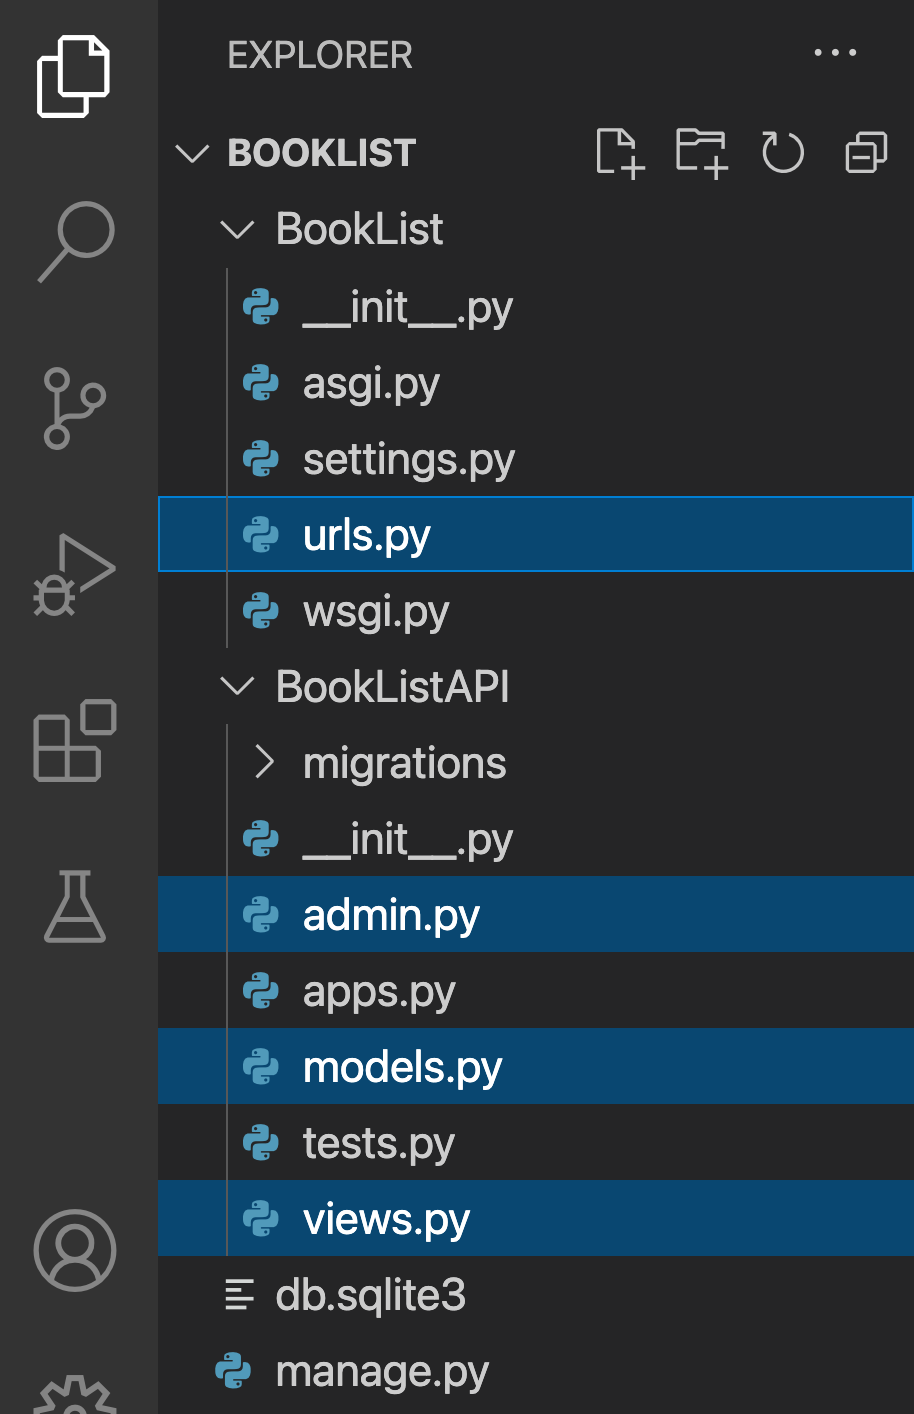 EXPLORER
BOOKLIST
BookList
__init__.py
asgi.py
settings.py
urls.py
wsgi.py
BookListAPI
migrations
__init__.py
admin.py
apps.py
models.py
tests.py
views.py
db.sqlite3
manage.py